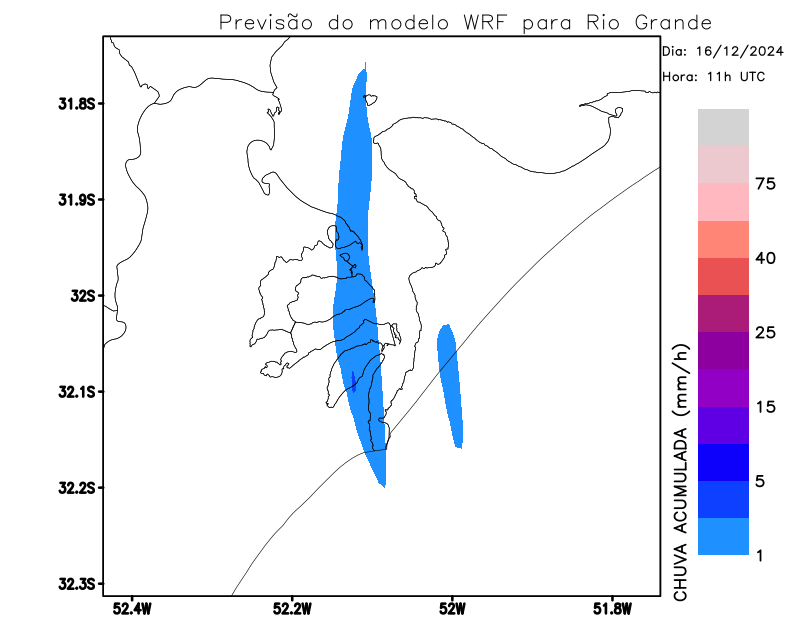 Previsão do modelo WRF para Rio Grande
Dia: 16/12/2024
Hora: 11h UTC
31.8S
31.9S
32S
32.1S
32.2S
32.3S
52.4W
52.2W
52W
51.8W
75
40
25
15
5
1
CHUVA ACUMULADA (mm/h)